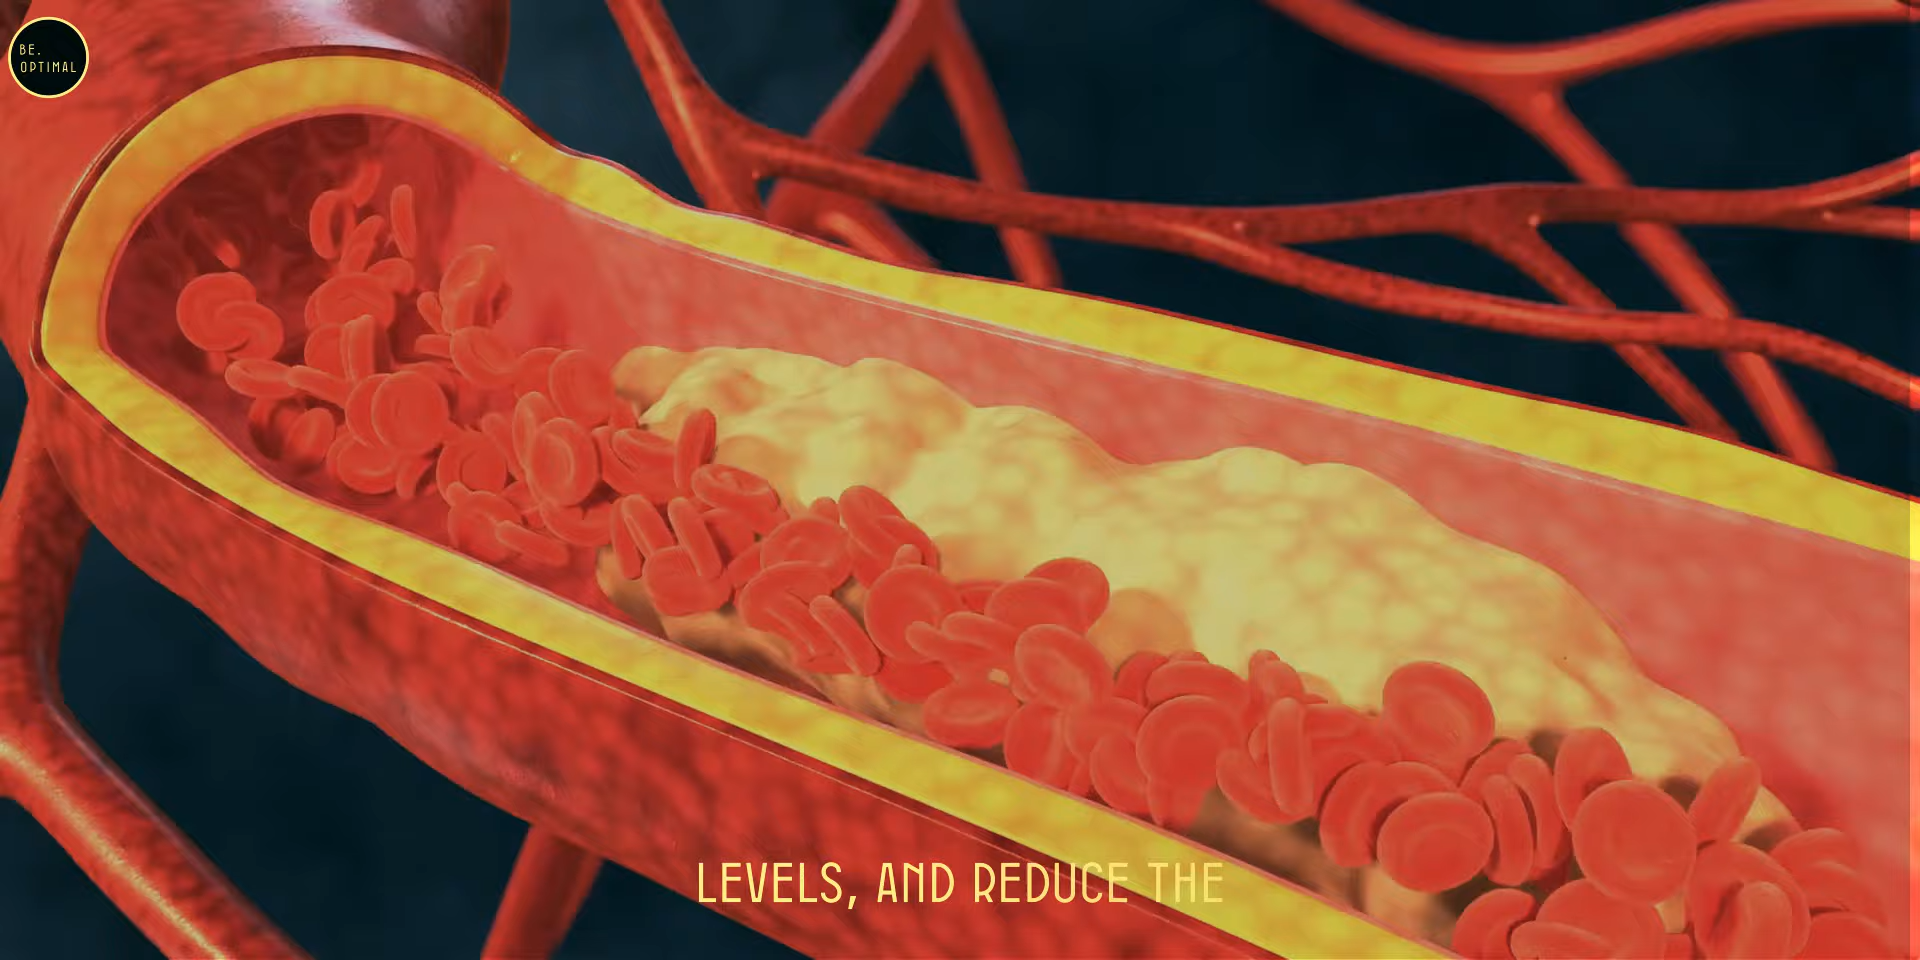 BE.
OPTIMAL
LEVELS, AND REDUCE THE